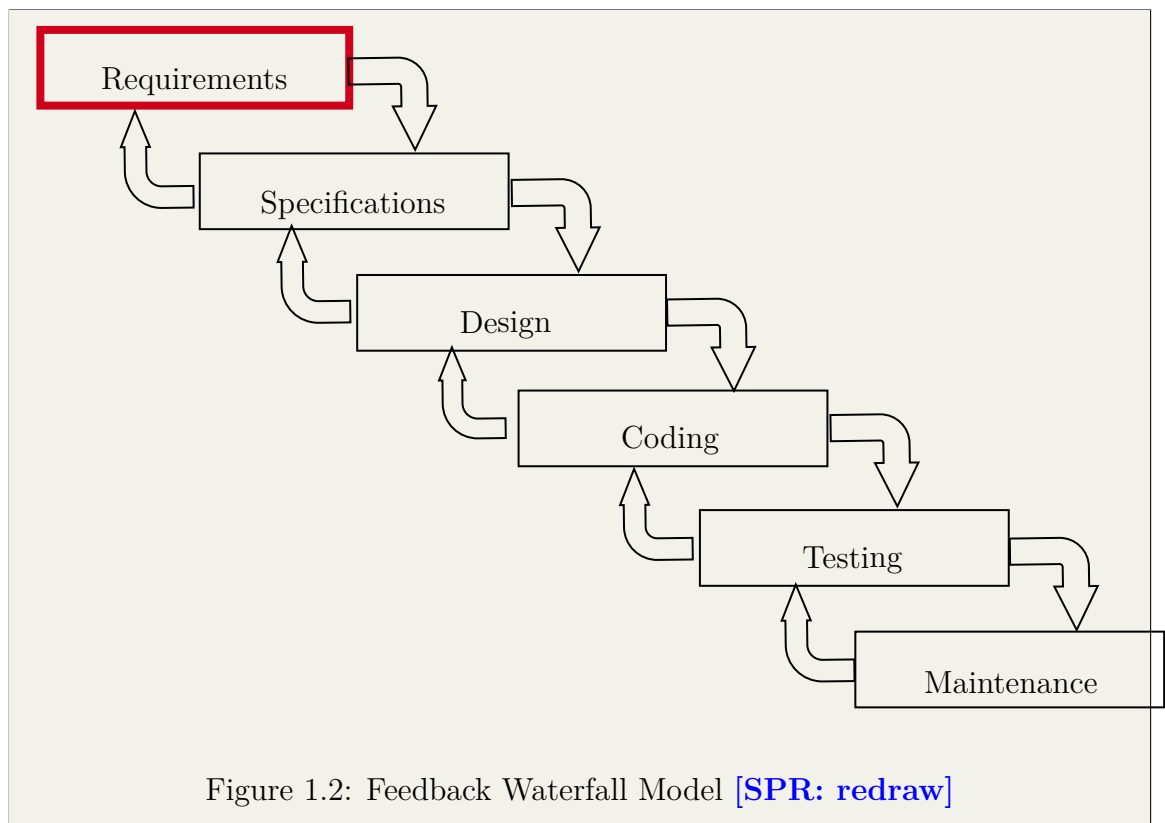 Requirements
Specifications
Design
Coding
Testing
Maintenance
Figure 1.2: Feedback Waterfall Model [SPR: redraw]